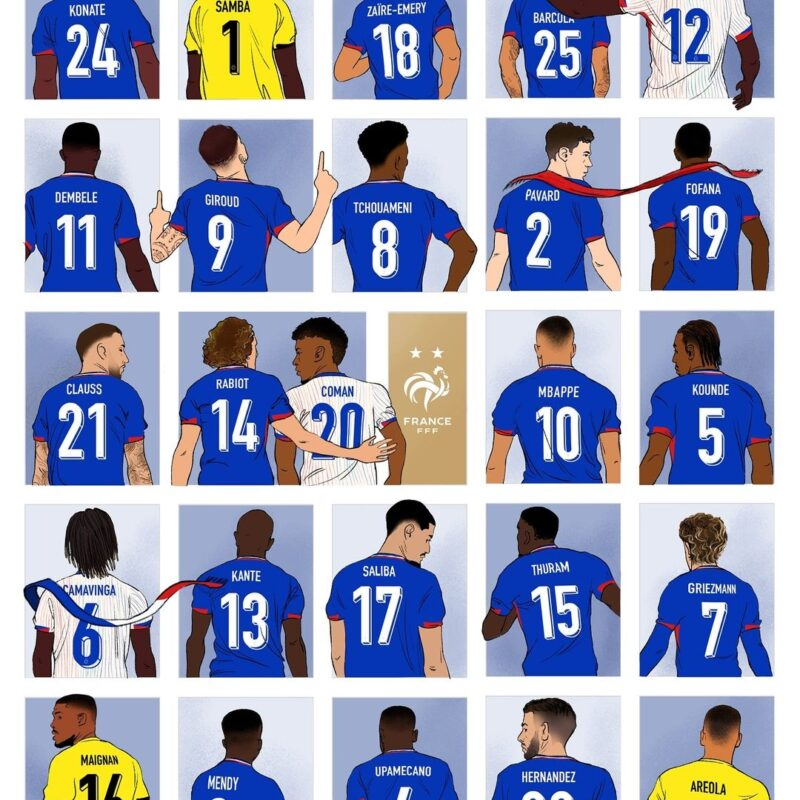 KONATE
24
SAMBA
1
ZAÏRE-EMERY
18
BARCOLA
25
12
DEMBELE
11
GIROUD
9
TCHOUAMENI
8
PAVARD
2
FOFANA
19
CLAUSS
21
RABIOT
14
COMAN
20
FRANCE
FFF
MBAPPE
10
KOUNDE
5
CAMAVINGA
6
KANTE
13
SALIBA
17
THURAM
15
GRIEZMANN
7
MAIGNAN
16
MENDY
UPAMECANO
HERNANDEZ
AREOLA